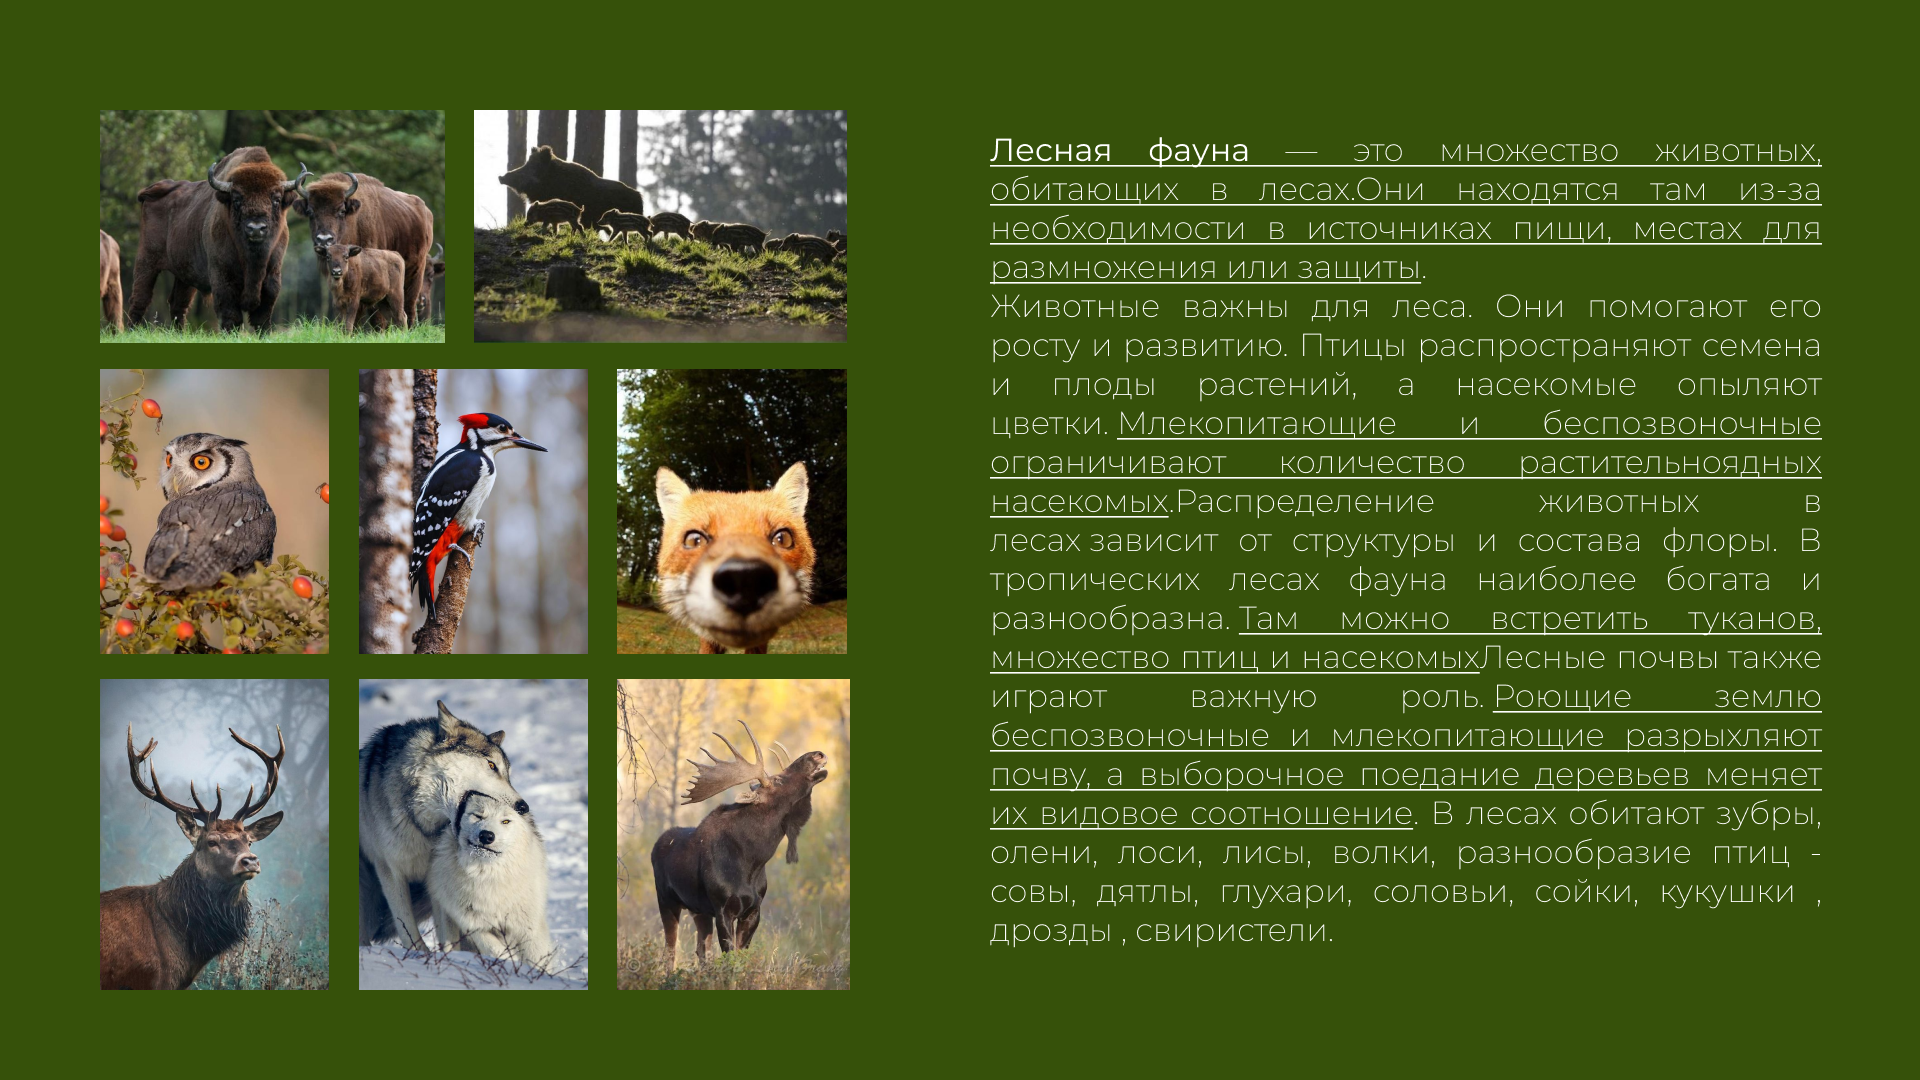 Лесная фауна — это множество животных,
обитающих в лесах.Они находятся там из-за
необходимости в источниках пищи, местах для
размножения или защиты.
Животные важны для леса. Они помогают его
росту и развитию. Птицы распространяют семена
и плоды растений, а насекомые опыляют
цветки. Млекопитающие и беспозвоночные
ограничивают количество растительноядных
насекомых.Распределение животных в
лесах зависит от структуры и состава флоры. В
тропических лесах фауна наиболее богата и
разнообразна. Там можно встретить туканов,
множество птиц и насекомыхЛесные почвы также
играют важную роль. Роющие землю
беспозвоночные и млекопитающие разрыхляют
почву, а выборочное поедание деревьев меняет
их видовое соотношение. В лесах обитают зубры,
олени, лоси, лисы, волки, разнообразие птиц -
совы, дятлы, глухари, соловьи, сойки, кукушки ,
дрозды , свиристели.